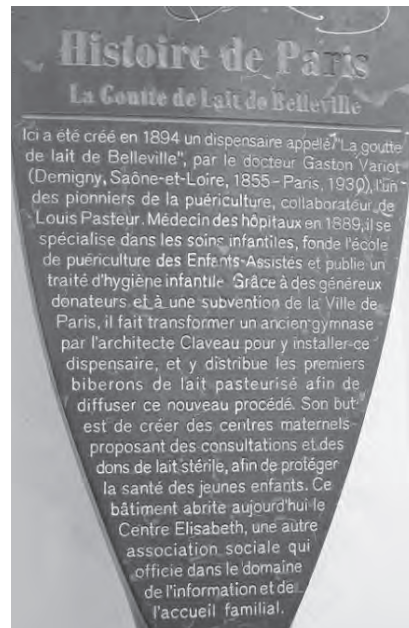 Histoire de Paris
La Goutte de Lait de Belleville
Ici a été créé en 1894 un dispensaire appelé "La goutte
de lait de Belleville", par le docteur Gaston Variot
(Demigny, Saône-et-Loire, 1855 - Paris, 1930), l'un
des pionniers de la puériculture, collaborateur de
Louis Pasteur. Médecin des hôpitaux en 1889, il se
spécialise dans les soins infantiles, fonde l'école
de puériculture des Enfants-Assistés et publie un
traité d'hygiène infantile. Grâce à des généreux
donateurs et à une subvention de la Ville de
Paris, il fait transformer un ancien gymnase
par l'architecte Claveau pour y installer ce
dispensaire, et y distribue les premiers
biberons de lait pasteurisé afin de
diffuser ce nouveau procédé. Son but
est de créer des centres maternels
proposant des consultations et des
dons de lait stérile, afin de protéger
la santé des jeunes enfants. Ce
bâtiment abrite aujourd'hui le
Centre Elisabeth, une autre
association sociale qui
officie dans le domaine
de l'information et de
l'accueil familial.